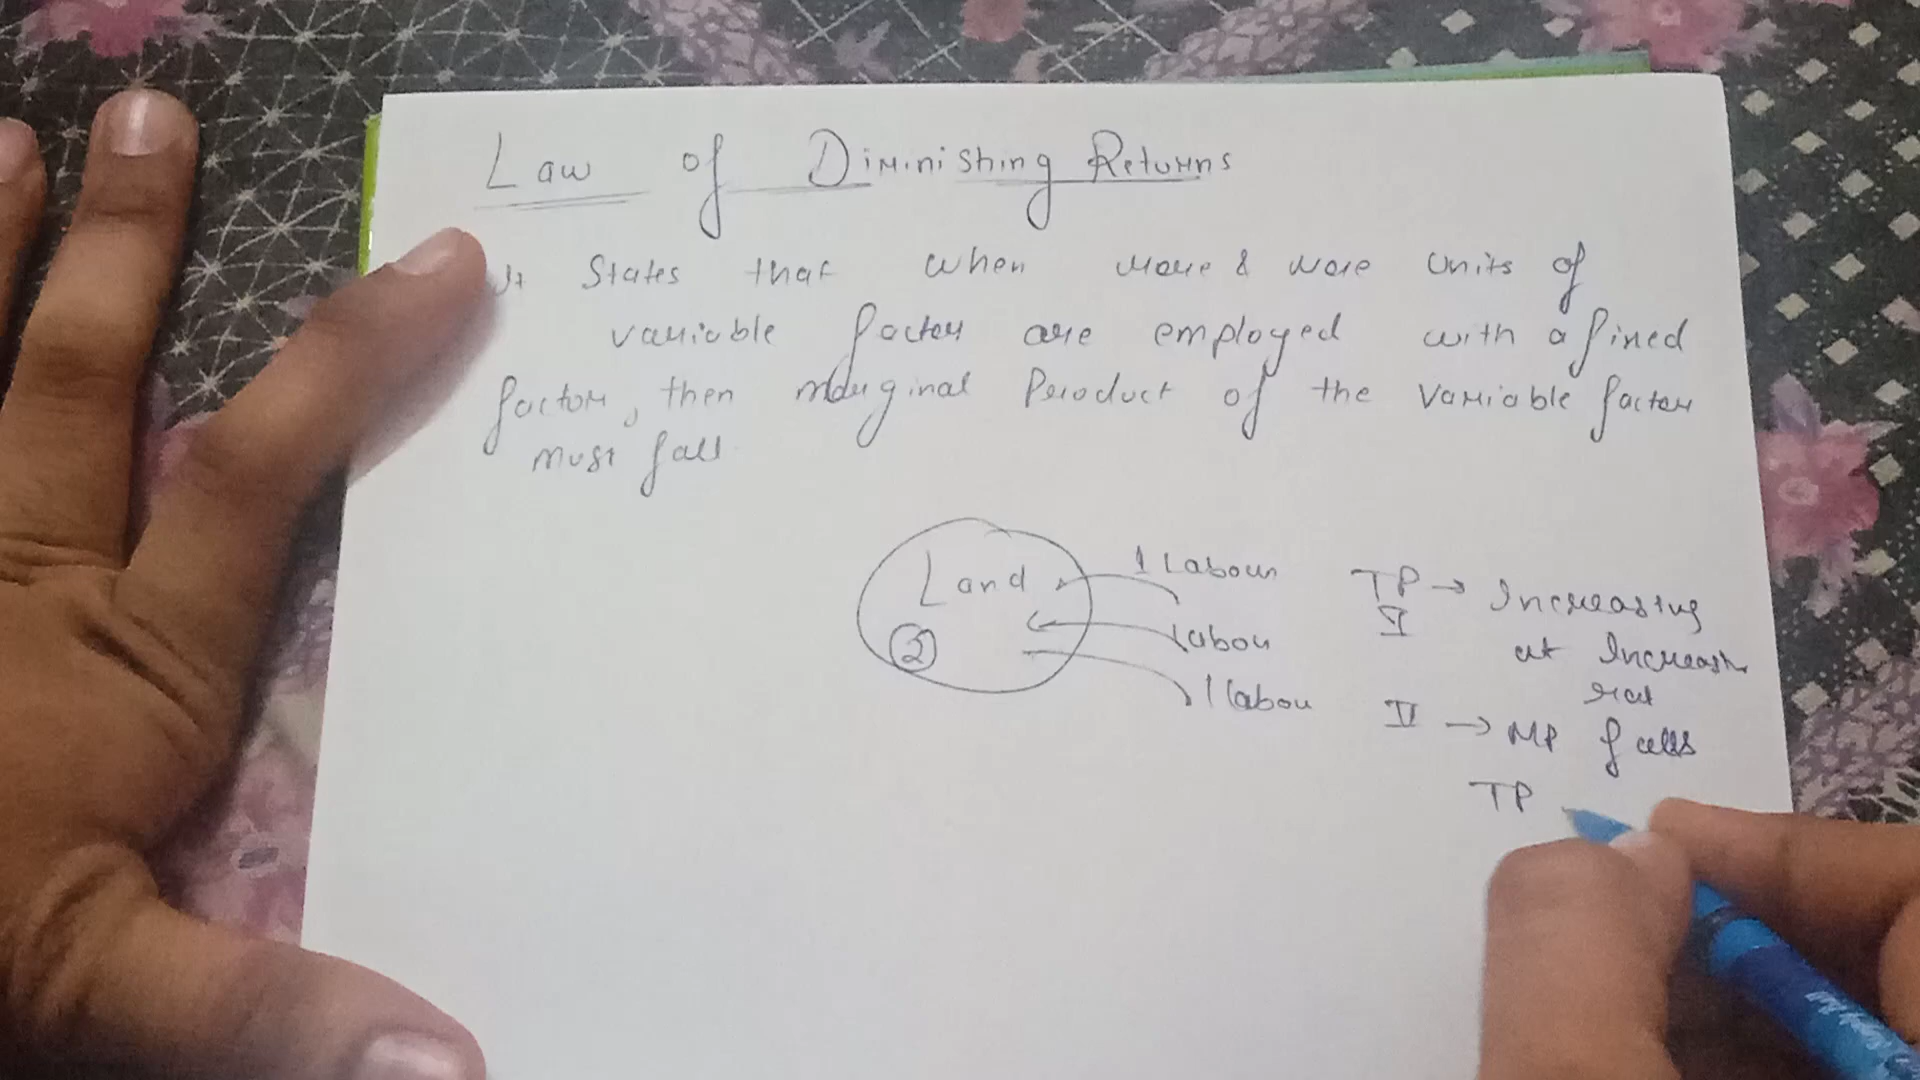 Law of Diminishing Returns
It States that when more & more Units of
variable factor are employed with a fixed
factor, then marginal Product of the Variable factor
must fall
Land
2
1 Labour
labou
1 labou
TP → Increasing
I
at Increasin
rat
II → MP falls
TP